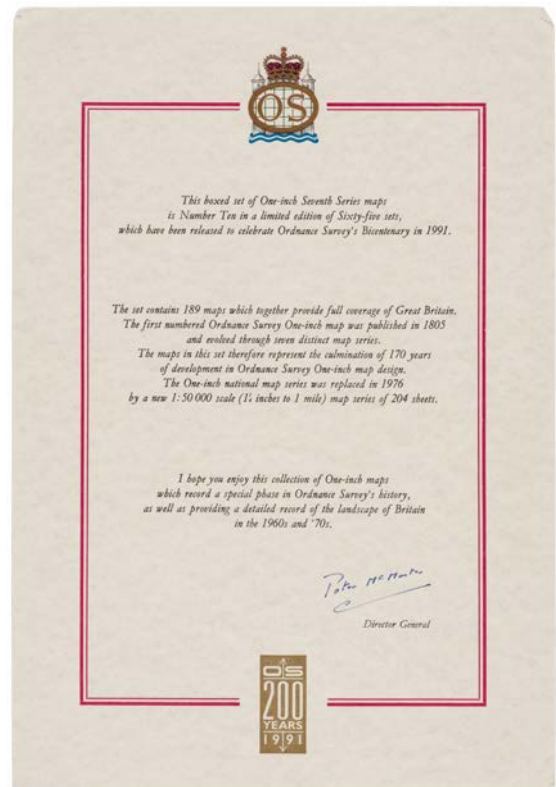 OS
This boxed set of One-inch Seventh Series maps
is Number Ten in a limited edition of Sixty-five sets,
which have been released to celebrate Ordnance Survey's Bicentenary in 1991.
The set contains 189 maps which together provide full coverage of Great Britain.
The first numbered Ordnance Survey One-inch map was published in 1805
and evolved through seven distinct map series.
The maps in this set therefore represent the culmination of 170 years
of development in Ordnance Survey One-inch map design.
The One-inch national map series was replaced in 1976
by a new 1:50 000 scale (1¼ inches to 1 mile) map series of 204 sheets.
I hope you enjoy this collection of One-inch maps
which record a special phase in Ordnance Survey's history,
as well as providing a detailed record of the landscape of Britain
in the 1960s and '70s.
Peter McMaster
Director General
OS
200
YEARS
1991